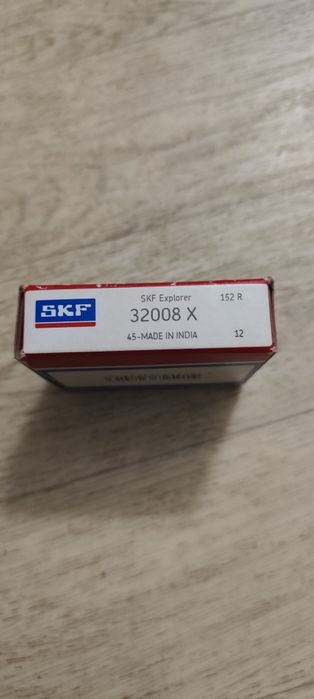 SKF
SKF Explorer 152 R
32008 X
45-MADE IN INDIA 12